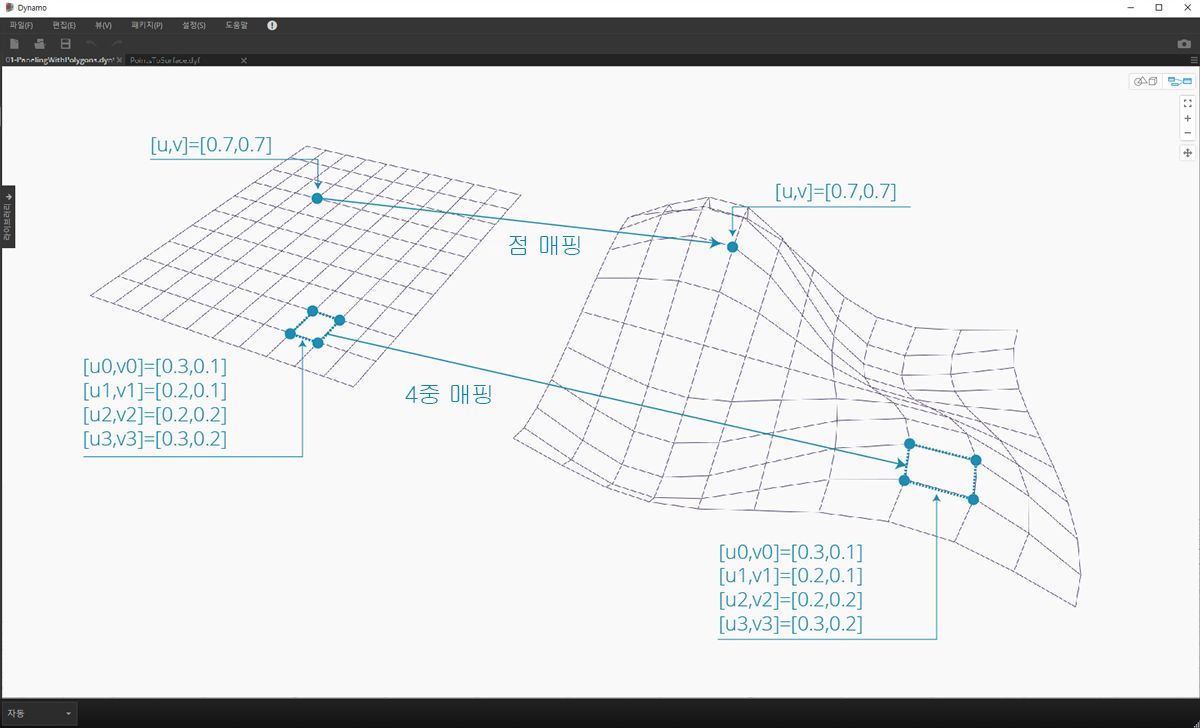 Dynamo
파일(F) 편집(E) 뷰(V) 패키지(P) 설정(S) 도움말
01-PanelingWithPolygons.dyn* PointsToSurface.dyf
라이브러리
[u,v]=[0.7,0.7]
[u,v]=[0.7,0.7]
점 매핑
4중 매핑
[u0,v0]=[0.3,0.1]
[u1,v1]=[0.2,0.1]
[u2,v2]=[0.2,0.2]
[u3,v3]=[0.3,0.2]
[u0,v0]=[0.3,0.1]
[u1,v1]=[0.2,0.1]
[u2,v2]=[0.2,0.2]
[u3,v3]=[0.3,0.2]
자동